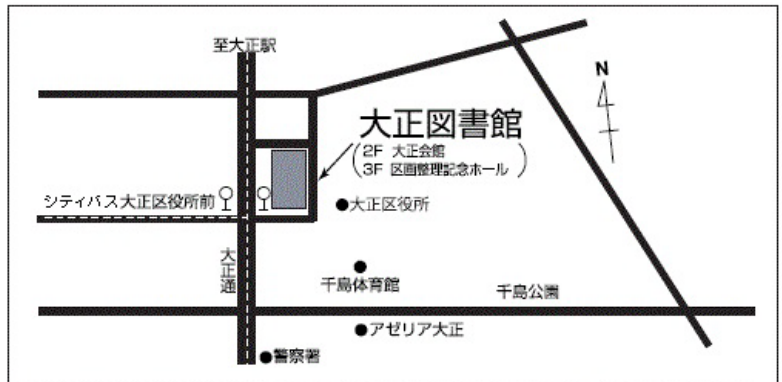 至大正駅
N
大正図書館
(2F 大正会館
3F 区画整理記念ホール)
シティバス大正区役所前
●大正区役所
大正通
千島体育館
千島公園
●アゼリア大正
●警察署